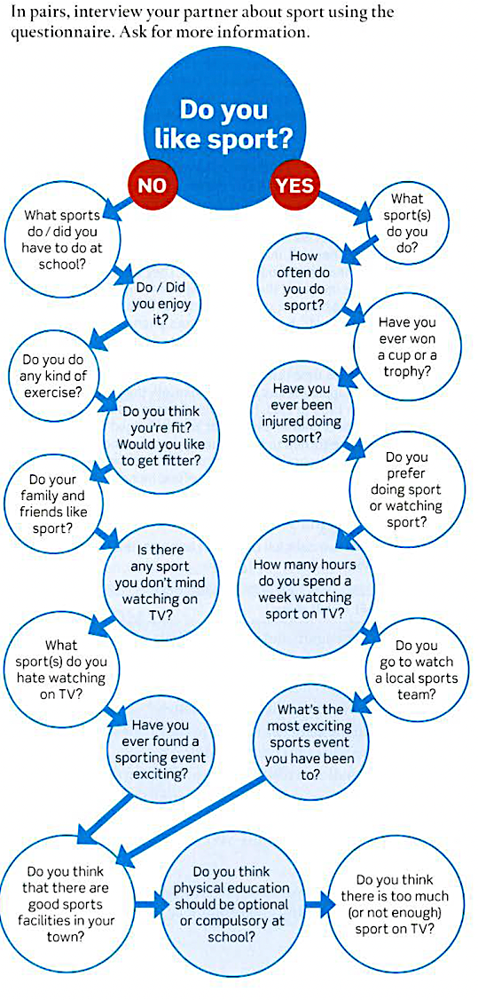 In pairs, interview your partner about sport using the
questionnaire. Ask for more information.
Do you
like sport?
NO
YES
What sports
do / did you
have to do at
school?
Do / Did
you enjoy
it?
Do you do
any kind of
exercise?
Do you think
you're fit?
Would you like
to get fitter?
Do your
family and
friends like
sport?
Is there
any sport
you don't mind
watching on
TV?
What
sport(s) do you
hate watching
on TV?
Have you
ever found a
sporting event
exciting?
What
sport(s)
do you
do?
How
often do
you do
sport?
Have you
ever won
a cup or a
trophy?
Have you
ever been
injured doing
sport?
Do you
prefer
doing sport
or watching
sport?
How many hours
do you spend a
week watching
sport on TV?
Do you
go to watch
a local sports
team?
What's the
most exciting
sports event
you have been
to?
Do you think
that there are
good sports
facilities in your
town?
Do you think
physical education
should be optional
or compulsory at
school?
Do you think
there is too much
(or not enough)
sport on TV?